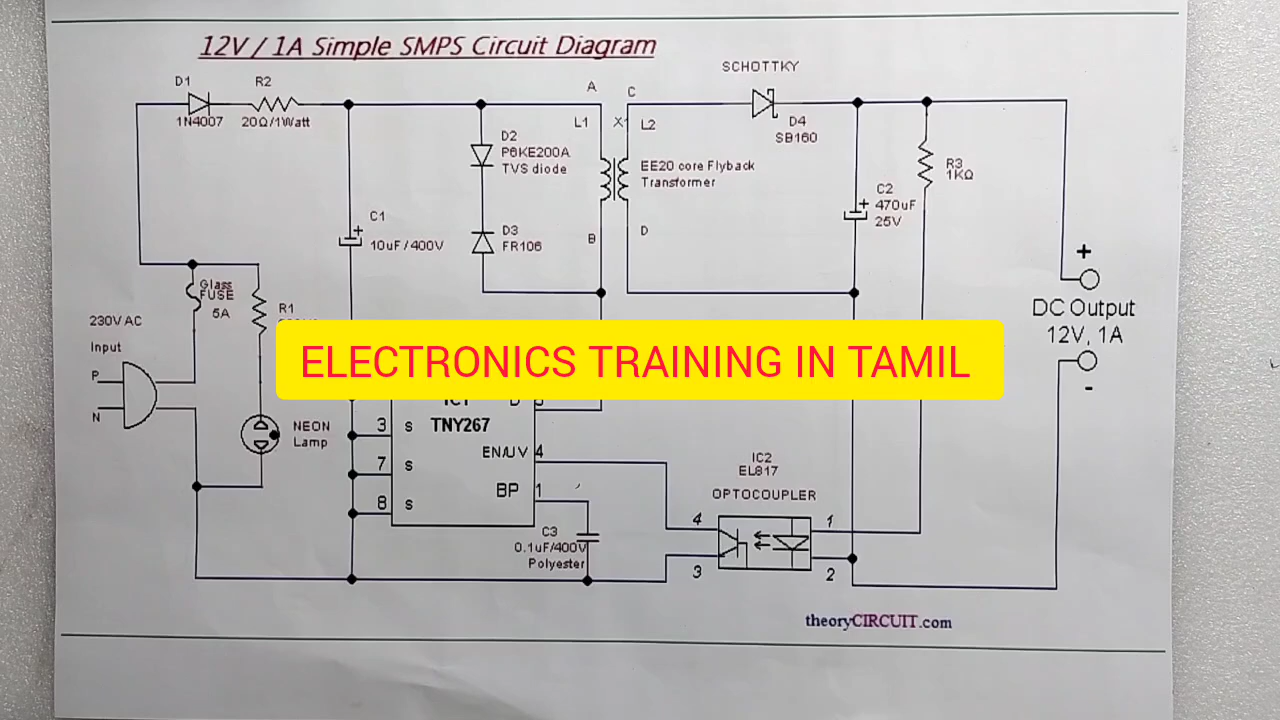 12V / 1A Simple SMPS Circuit Diagram
SCHOTTKY
D1
R2
1N4007
20Ω/1Watt
A
C
L1
X1
L2
D4
SB160
D2
P6KE200A
TVS diode
EE20 core Flyback
Transformer
R3
1KΩ
C1
+
10uF/400V
D3
FR106
B
D
C2
+
470uF
25V
Glass
FUSE
5A
R1
+
DC Output
12V, 1A
-
230V AC
Input
P
N
ELECTRONICS TRAINING IN TAMIL
NEON
Lamp
TNY267
3 S
7 S
8 S
EN/UV 4
BP 1
IC2
EL817
OPTOCOUPLER
C3
0.1uF/400V
Polyester
4
1
3
2
theoryCIRCUIT.com